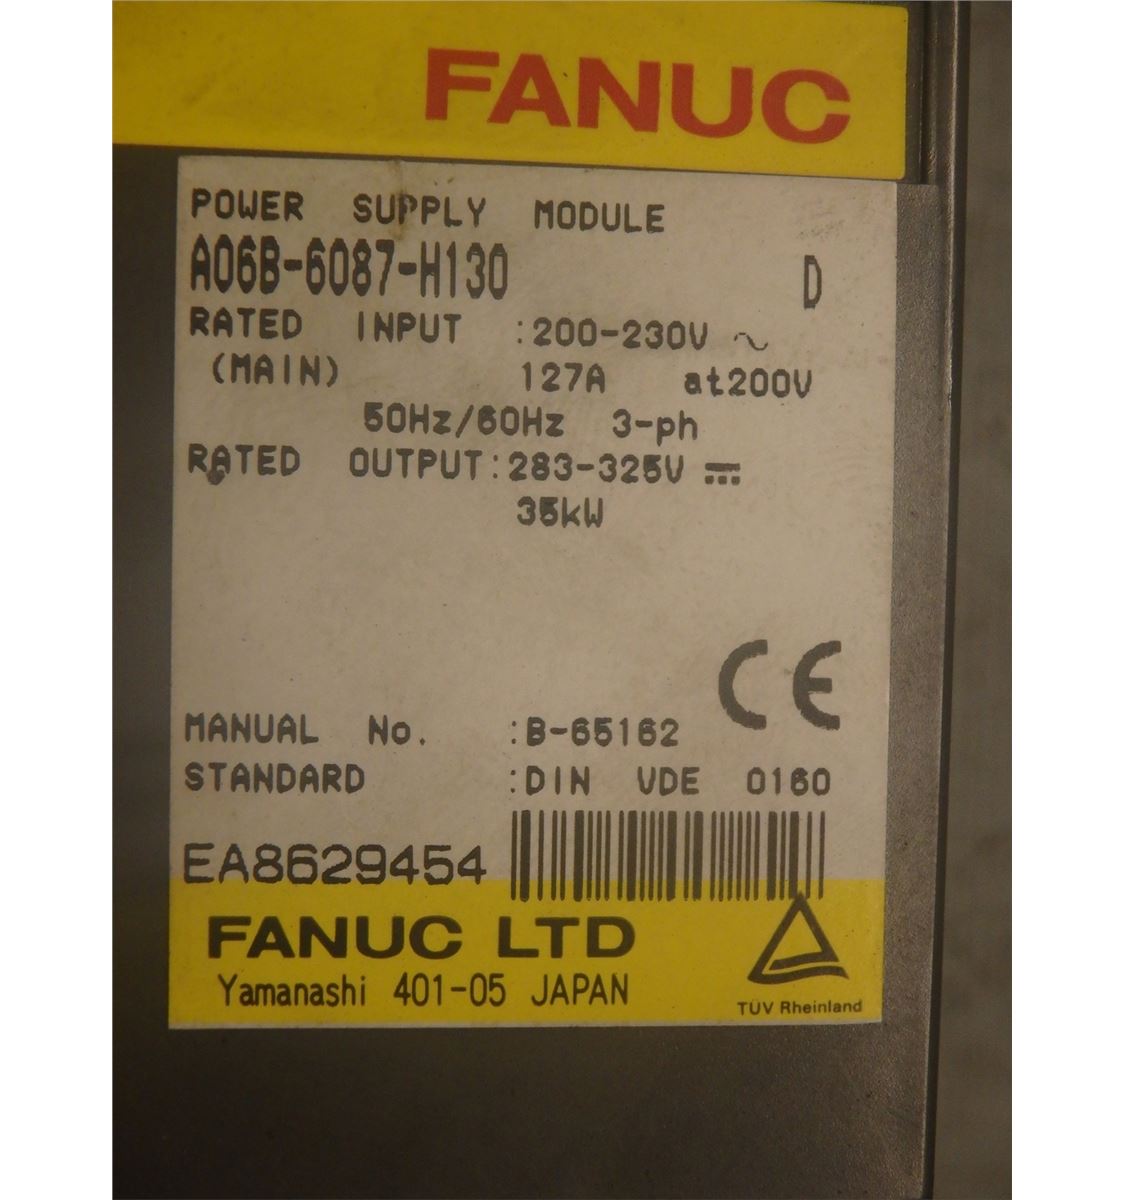 FANUC
POWER SUPPLY MODULE
A06B-6087-H130 D
RATED INPUT :200-230V ∿
(MAIN) 127A at200V
50Hz/60Hz 3-ph
RATED OUTPUT:283-325V ⎓
35kW
CE
MANUAL No. :B-65162
STANDARD :DIN VDE 0160
EA8629454
FANUC LTD
Yamanashi 401-05 JAPAN
TÜV Rheinland